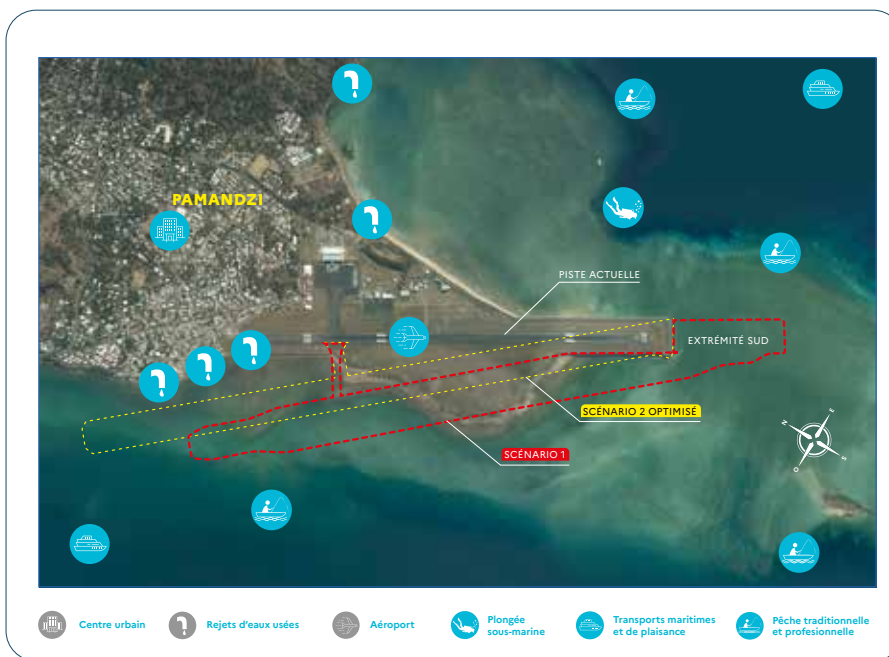 PAMANDZI
PISTE ACTUELLE
EXTRÉMITÉ SUD
SCÉNARIO 2 OPTIMISÉ
SCÉNARIO 1
N
E
S
O
Centre urbain
Rejets d'eaux usées
Aéroport
Plongée
sous-marine
Transports maritimes
et de plaisance
Pêche traditionnelle
et profesionnelle